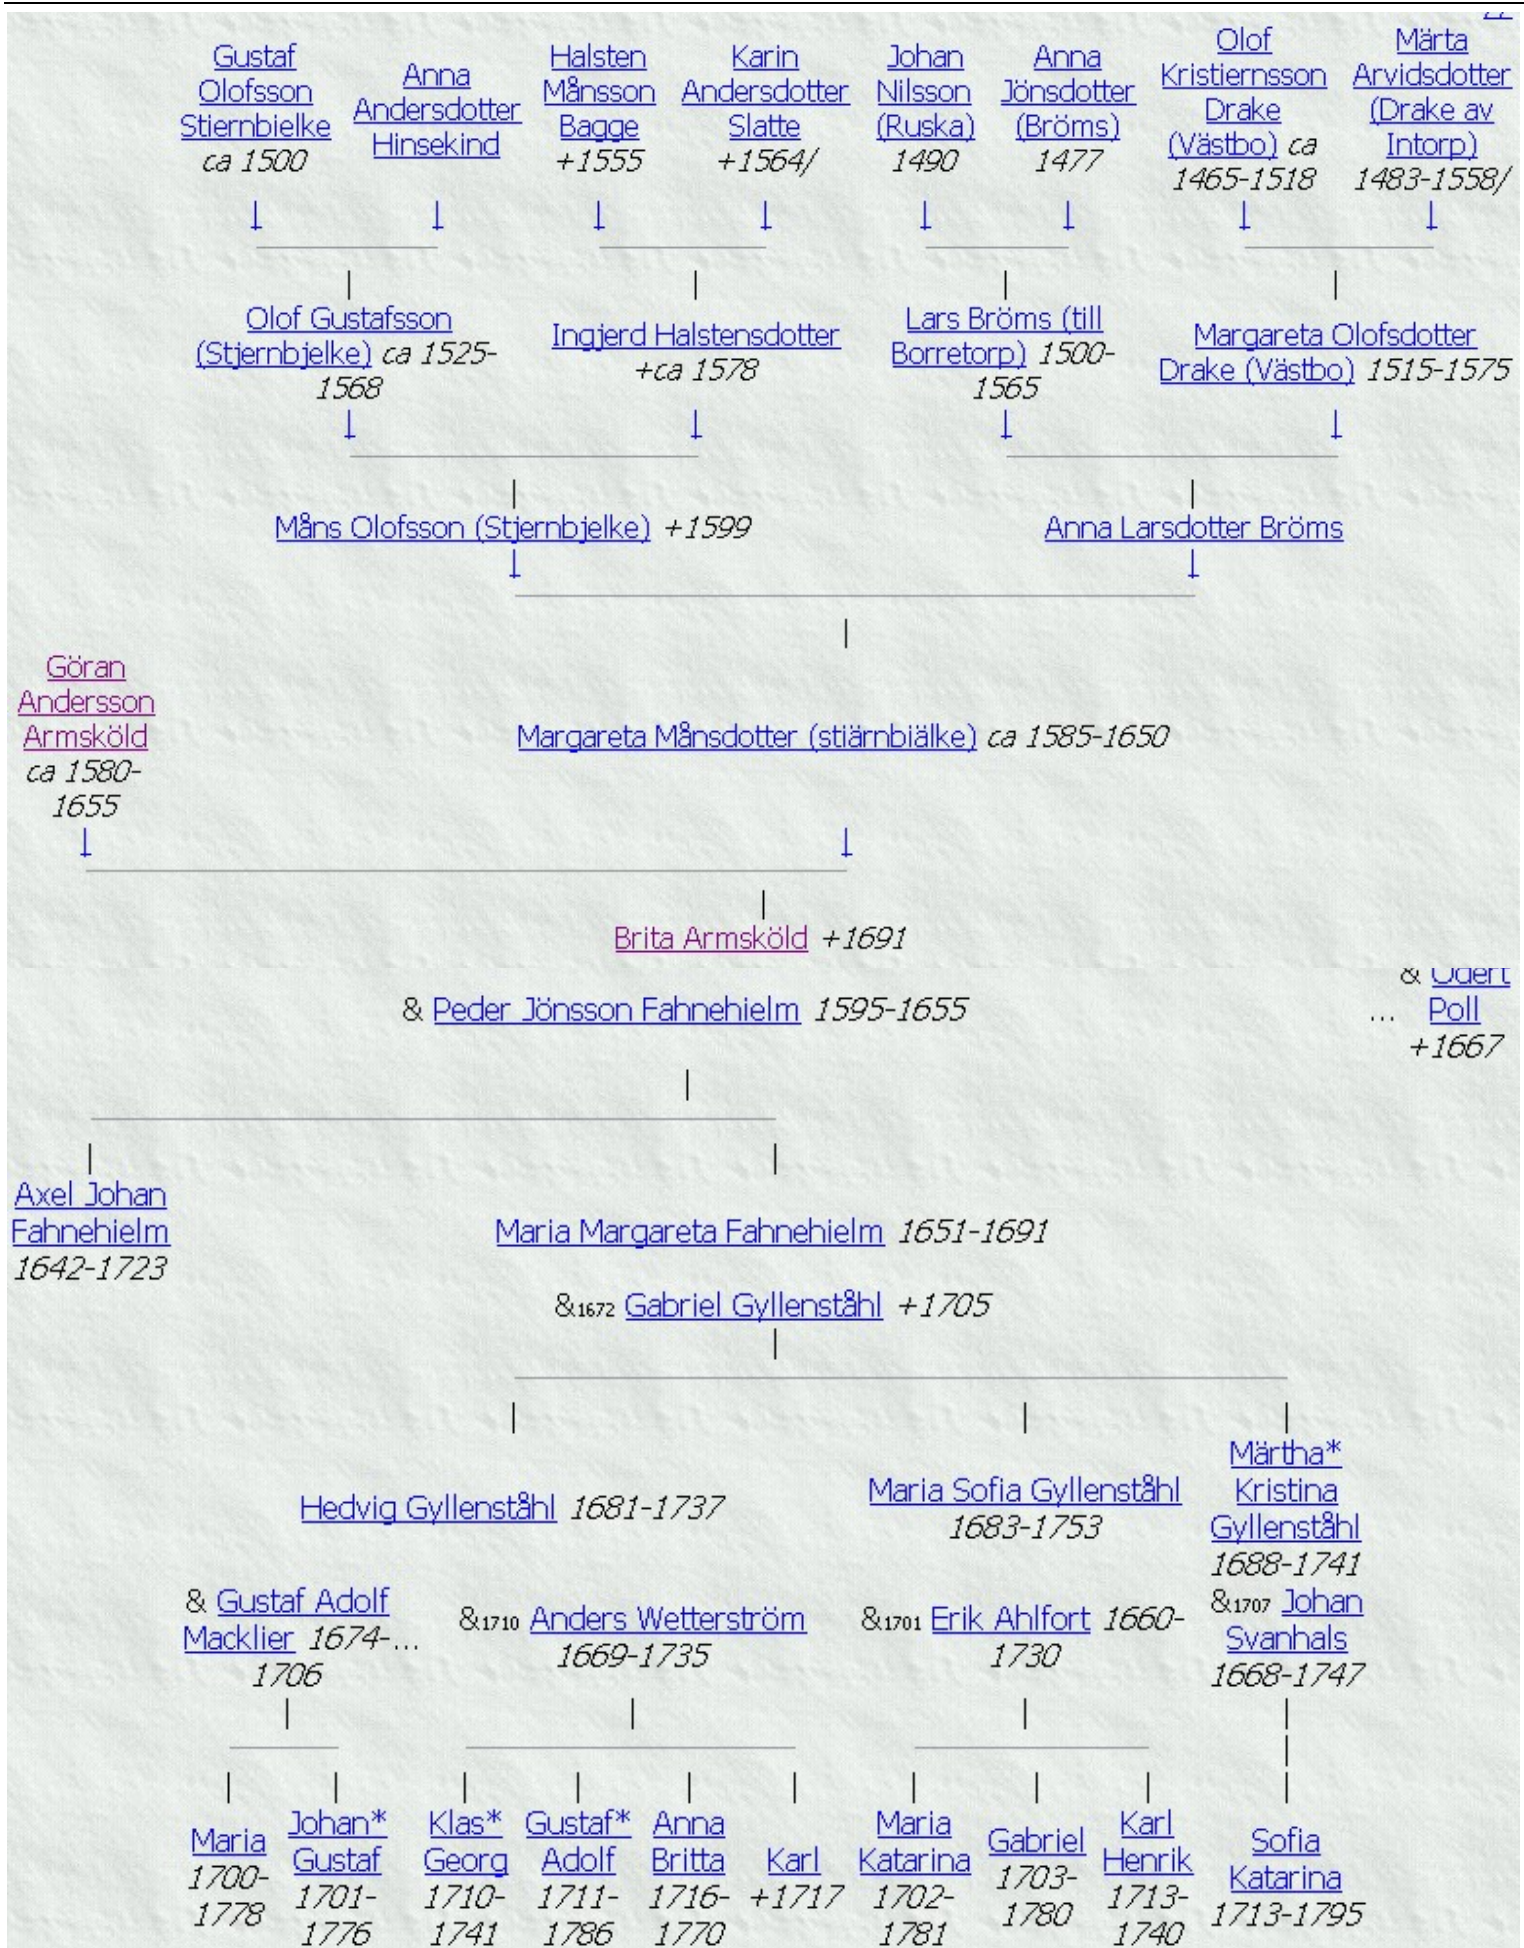 Gustaf
Olofsson
Stiernbielke
ca 1500
Anna
Andersdotter
Hinsekind
Halsten
Månsson
Bagge
+1555
Karin
Andersdotter
Slatte
+1564/
Johan
Nilsson
(Ruska)
1490
Anna
Jönsdotter
(Bröms)
1477
Olof
Kristiernsson
Drake
(Västbo) ca
1465-1518
Märta
Arvidsdotter
(Drake av
Intorp)
1483-1558/
Olof Gustafsson
(Stjernbjelke) ca 1525-
1568
Ingjerd Halstensdotter
+ca 1578
Lars Bröms (till
Borretorp) 1500-
1565
Margareta Olofsdotter
Drake (Västbo) 1515-1575
Måns Olofsson (Stjernbjelke) +1599
Anna Larsdotter Bröms
Göran
Andersson
Armsköld
ca 1580-
1655
Margareta Månsdotter (stiärnbiälke) ca 1585-1650
Brita Armsköld +1691
& Peder Jönsson Fahnehielm 1595-1655
...
& Odert
Poll
+1667
Axel Johan
Fahnehielm
1642-1723
Maria Margareta Fahnehielm 1651-1691
&1672 Gabriel Gyllenståhl +1705
Hedvig Gyllenståhl 1681-1737
Maria Sofia Gyllenståhl
1683-1753
Märtha*
Kristina
Gyllenståhl
1688-1741
& Gustaf Adolf
Macklier 1674-...
1706
&1710 Anders Wetterström
1669-1735
&1701 Erik Ahlfort 1660-
1730
&1707 Johan
Svanhals
1668-1747
Maria
1700-
1778
Johan*
Gustaf
1701-
1776
Klas*
Georg
1710-
1741
Gustaf*
Adolf
1711-
1786
Anna
Britta
1716-
1770
Karl
+1717
Maria
Katarina
1702-
1781
Gabriel
1703-
1780
Karl
Henrik
1713-
1740
Sofia
Katarina
1713-1795